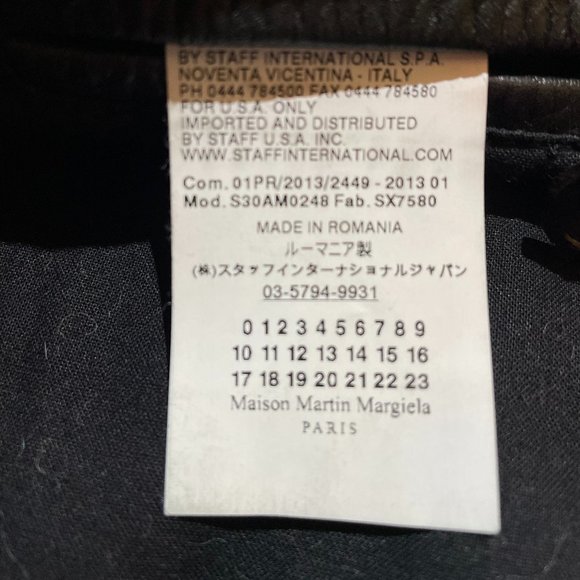 BY STAFF INTERNATIONAL S.P.A.
NOVENTA VICENTINA - ITALY
PH 0444 784500 FAX 0444 784580
FOR U.S.A. ONLY
IMPORTED AND DISTRIBUTED
BY STAFF U.S.A. INC.
WWW.STAFFINTERNATIONAL.COM
Com. 01PR/2013/2449 - 2013 01
Mod. S30AM0248 Fab. SX7580
MADE IN ROMANIA
ルーマニア製
(株)スタッフインターナショナルジャパン
03-5794-9931
0 1 2 3 4 5 6 7 8 9
10 11 12 13 14 15 16
17 18 19 20 21 22 23
Maison Martin Margiela
PARIS